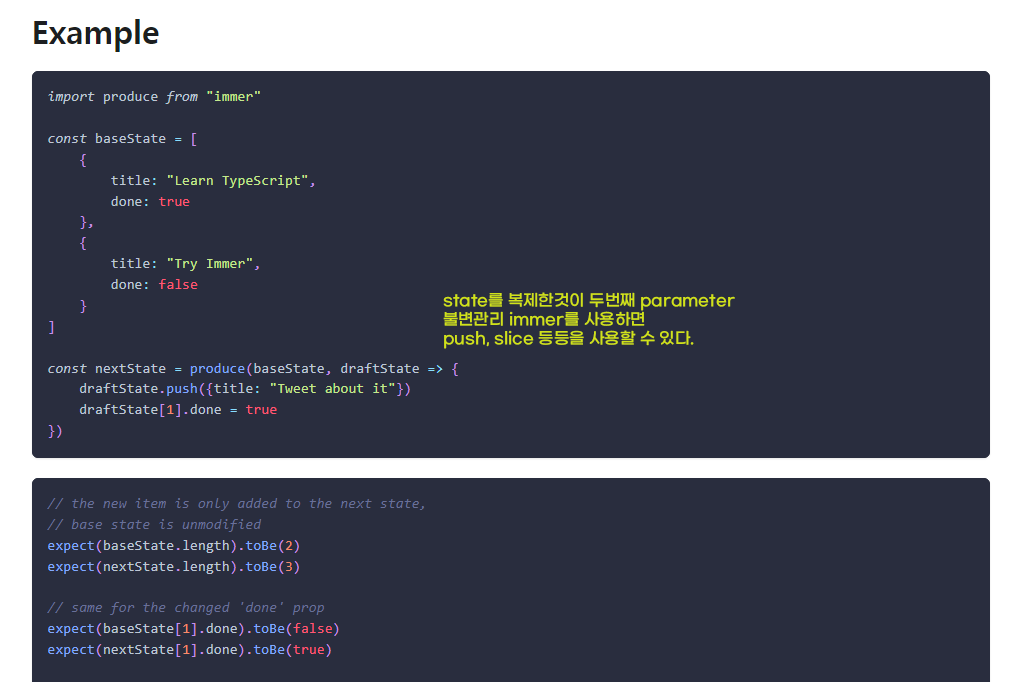 Example
import produce from "immer"
const baseState = [
    {
        title: "Learn TypeScript",
        done: true
    },
    {
        title: "Try Immer",
        done: false
    }
]
state를 복제한것이 두번째 parameter
불변관리 immer를 사용하면
push, slice 등등을 사용할 수 있다.
const nextState = produce(baseState, draftState => {
    draftState.push({title: "Tweet about it"})
    draftState[1].done = true
})
// the new item is only added to the next state,
// base state is unmodified
expect(baseState.length).toBe(2)
expect(nextState.length).toBe(3)
// same for the changed 'done' prop
expect(baseState[1].done).toBe(false)
expect(nextState[1].done).toBe(true)